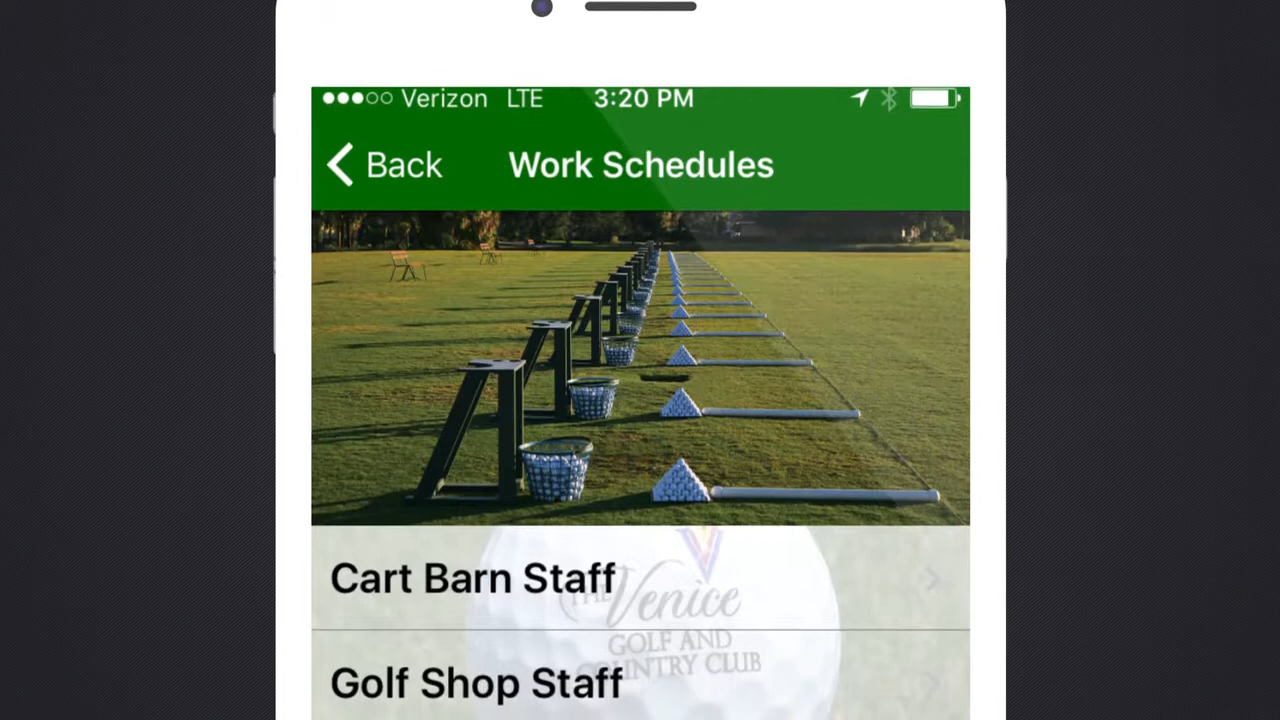 Verizon LTE 3:20 PM
Back Work Schedules
Cart Barn Staff
THE Venice
GOLF AND
COUNTRY CLUB
Golf Shop Staff